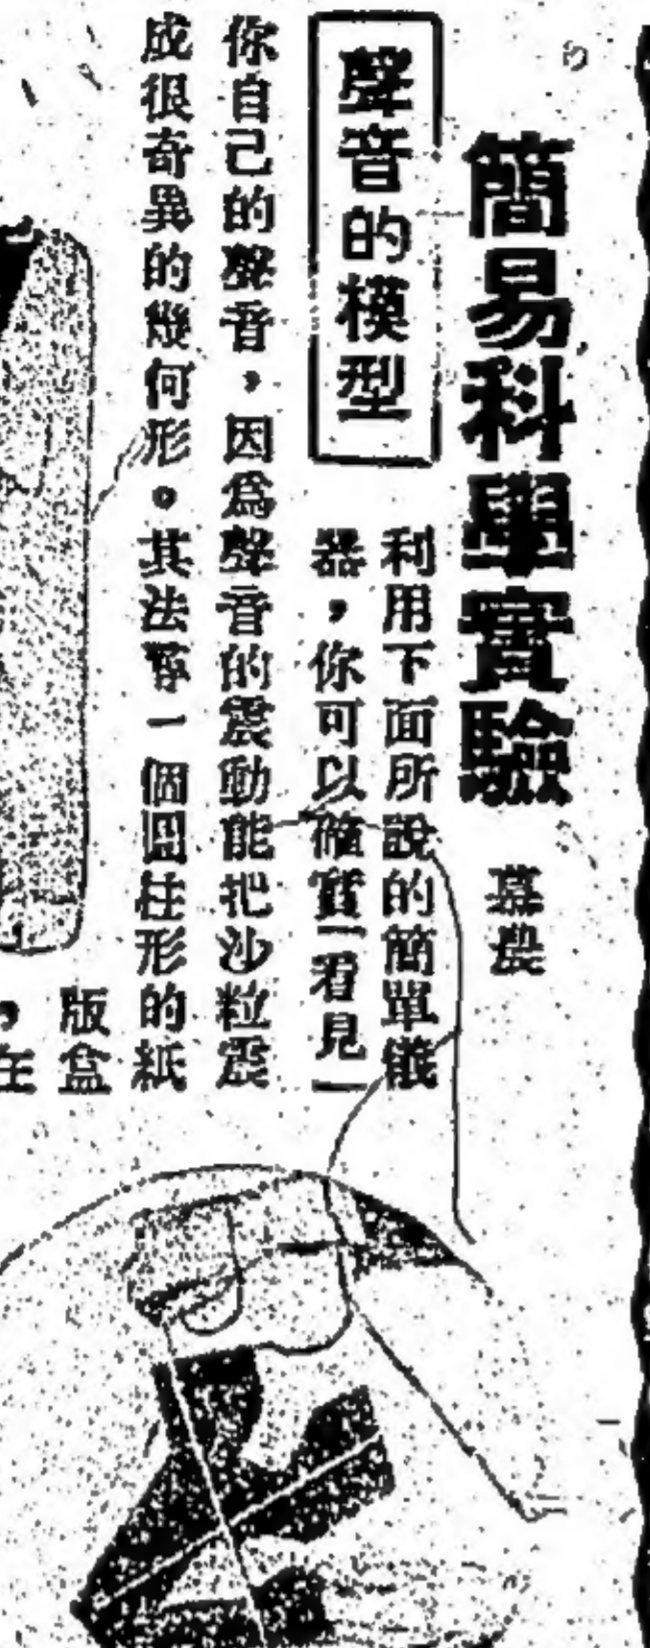 簡易科學實驗
慕農
聲音的模型
利用下面所說的簡單儀
器，你可以確實「看見」
你自己的聲音，因爲聲音的震動能把沙粒震
成很奇異的幾何形。其法一個圓柱形的紙
版盒
，在